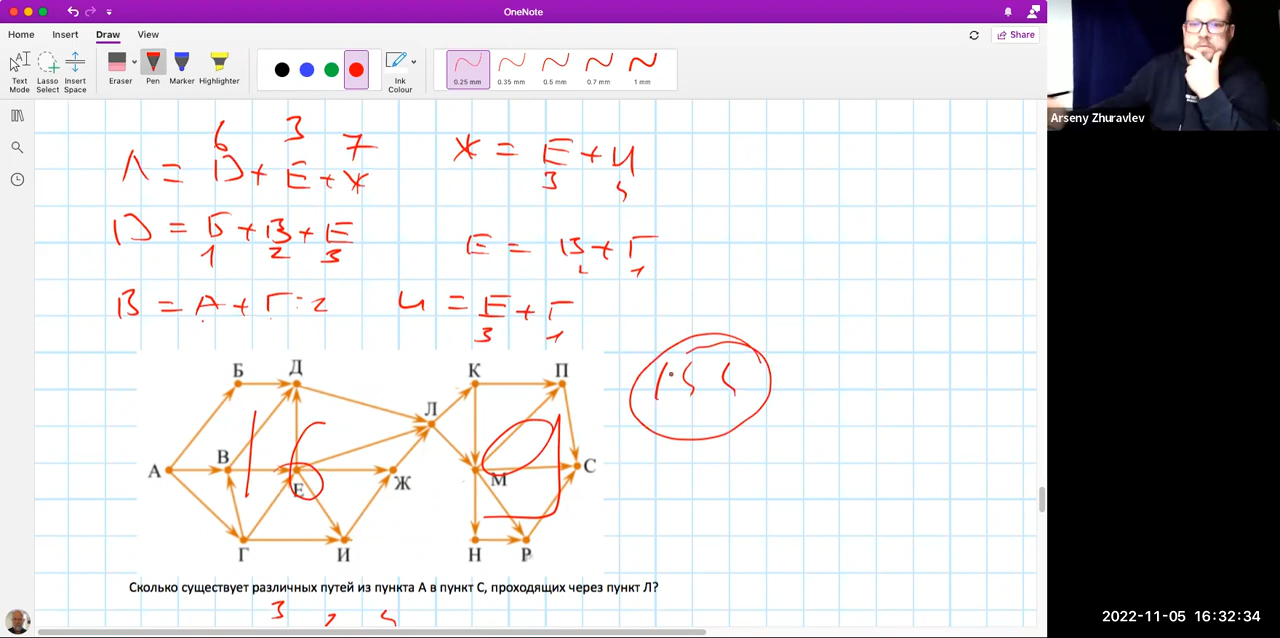 OneNote
Home Insert Draw View
Share
Text Mode
Lasso Select
Insert Space
Eraser
Pen
Marker
Highlighter
Ink Colour
0.25 mm
0.35 mm
0.5 mm
0.7 mm
1 mm
Arseny Zhuravlev
6 3 7
Л = D + Е + Ж
Ж = Е + И
3 4
D = Б + В + Е
1 2 3
Е = В + Г
2 1
В = А + Г = 2
И = Е + Г
3 1
Б Д К П
Л
А В Е Ж М С
Г И Н Р
Сколько существует различных путей из пункта А в пункт С, проходящих через пункт Л?
2022-11-05 16:32:34